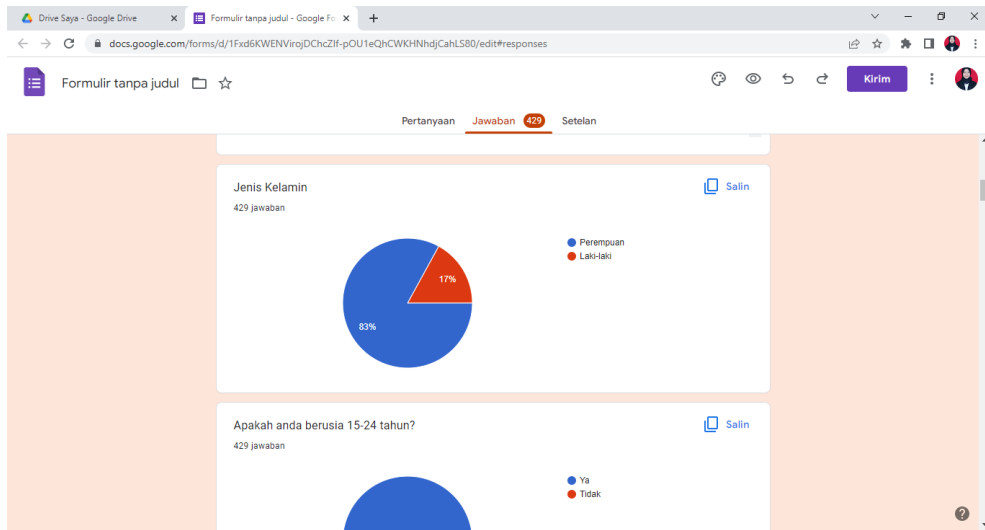 Drive Saya - Google Drive
Formulir tanpa judul - Google Fo
docs.google.com/forms/d/1Fxd6KWENVirojDChcZlf-pOU1eQhCWKHNhdjCahLS80/edit#responses
Formulir tanpa judul
Kirim
Pertanyaan Jawaban 429 Setelan
Jenis Kelamin
Salin
429 jawaban
Perempuan
Laki-laki
17%
83%
Apakah anda berusia 15-24 tahun?
Salin
429 jawaban
Ya
Tidak